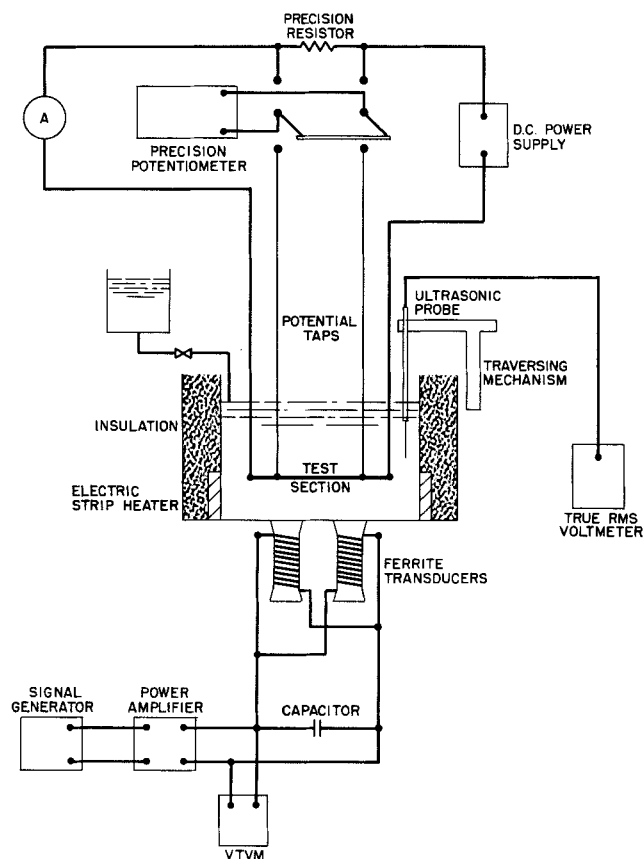 PRECISION
RESISTOR
A
PRECISION
POTENTIOMETER
D.C. POWER
SUPPLY
ULTRASONIC
PROBE
POTENTIAL
TAPS
TRAVERSING
MECHANISM
INSULATION
TEST
SECTION
ELECTRIC
STRIP HEATER
TRUE RMS
VOLTMETER
FERRITE
TRANSDUCERS
SIGNAL
GENERATOR
POWER
AMPLIFIER
CAPACITOR
VTVM